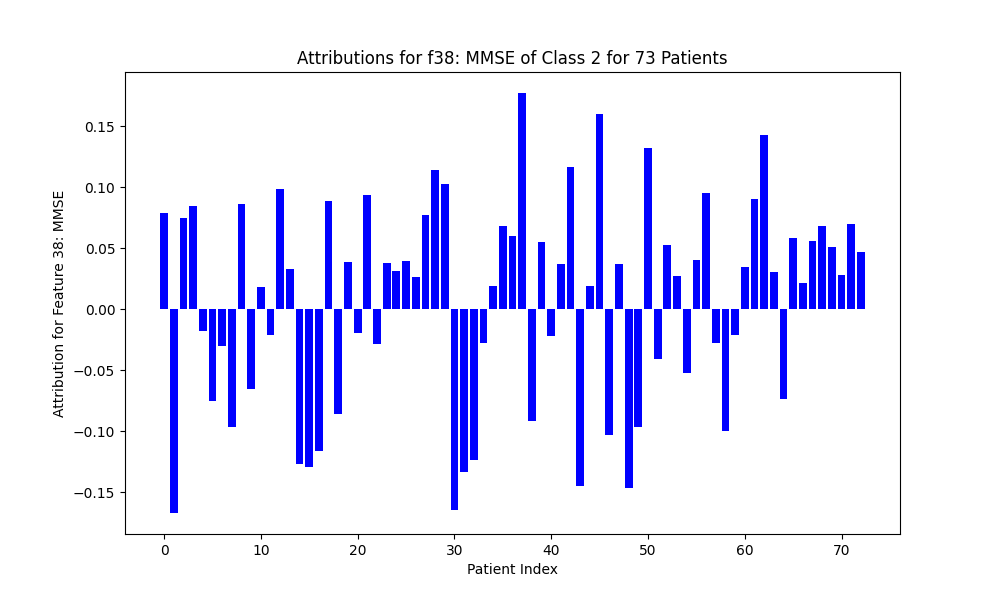 Attributions for f38: MMSE of Class 2 for 73 Patients
Attribution for Feature 38: MMSE
0.15
0.10
0.05
0.00
−0.05
−0.10
−0.15
0 10 20 30 40 50 60 70
Patient Index